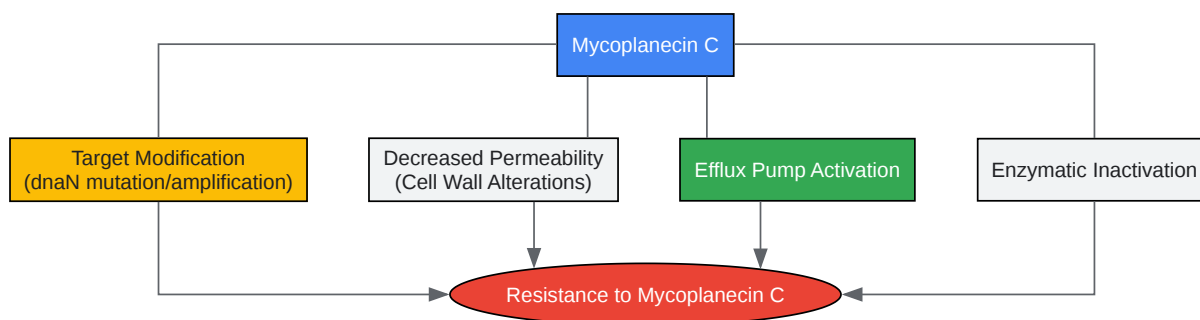 Mycoplanecin C
Target Modification
(dnaN mutation/amplification)
Decreased Permeability
(Cell Wall Alterations)
Efflux Pump Activation
Enzymatic Inactivation
Resistance to Mycoplanecin C